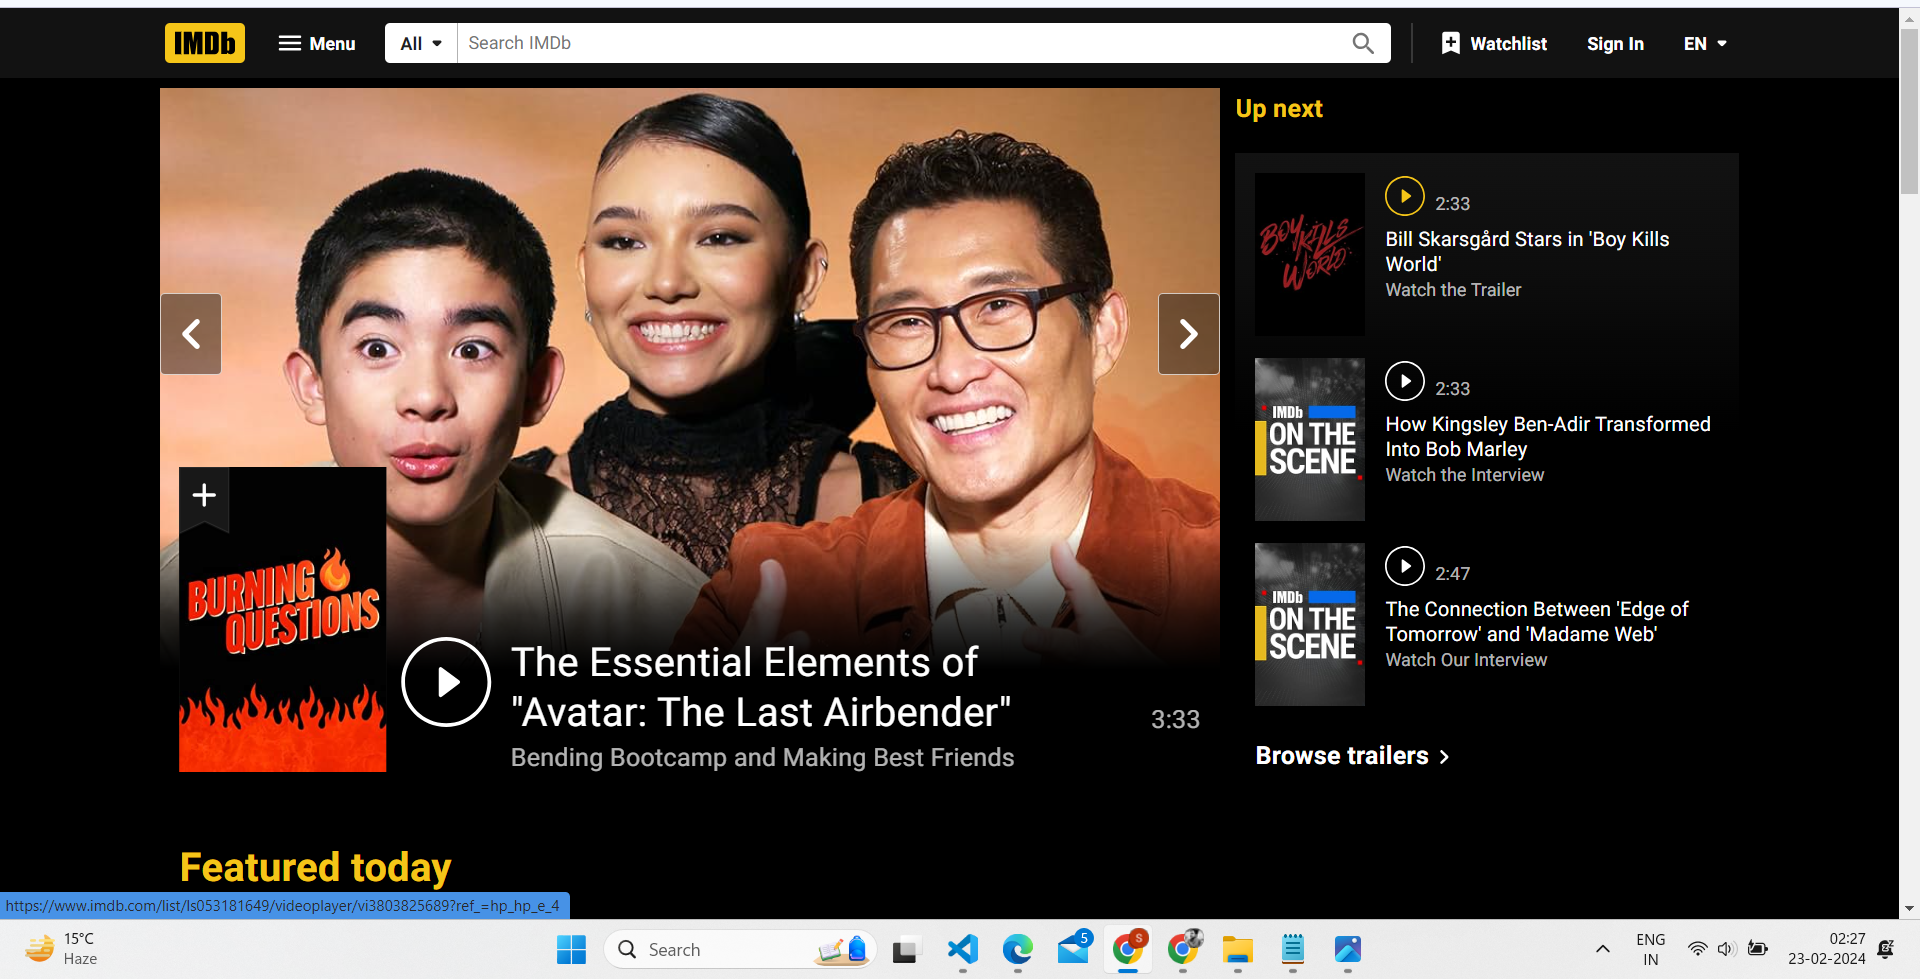 IMDb
Menu
All
Search IMDb
Watchlist
Sign In
EN
BURNING
QUESTIONS
The Essential Elements of
"Avatar: The Last Airbender"
Bending Bootcamp and Making Best Friends
3:33
Up next
BOY
KILLS
WORLD
2:33
Bill Skarsgård Stars in 'Boy Kills
World'
Watch the Trailer
IMDb
ON THE
SCENE
2:33
How Kingsley Ben-Adir Transformed
Into Bob Marley
Watch the Interview
IMDb
ON THE
SCENE
2:47
The Connection Between 'Edge of
Tomorrow' and 'Madame Web'
Watch Our Interview
Browse trailers
Featured today
https://www.imdb.com/list/ls053181649/videoplayer/vi3803825689?ref_=hp_hp_e_4
15°C
Haze
Search
5
S
ENG
IN
02:27
23-02-2024